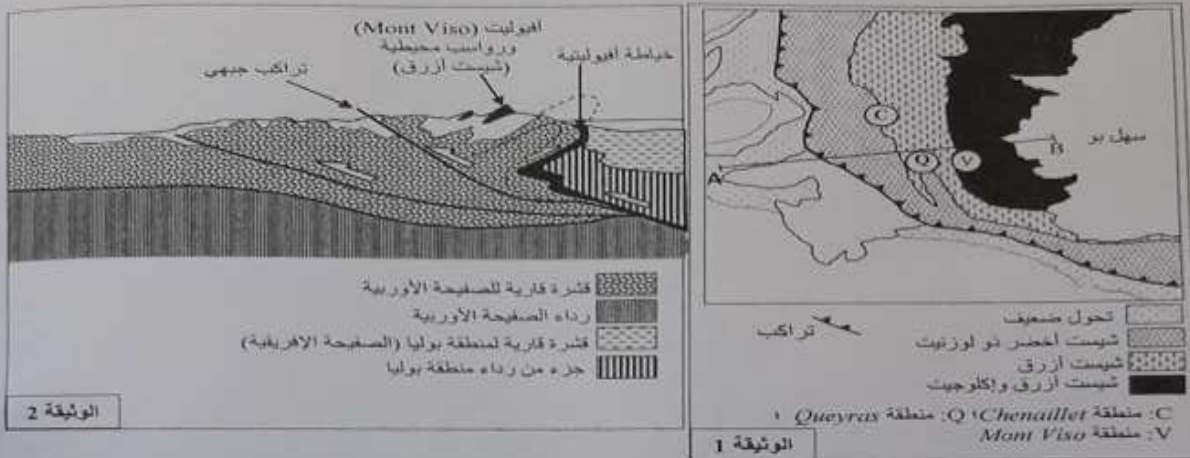 أفيوليت (Mont Viso)
ورواسب محيطية
(شيست أزرق)
خياطة أفيوليتية
تراكب جبهي
قشرة قارية للصفيحة الأوربية
رداء الصفيحة الأوربية
قشرة قارية لمنطقة بوليا (الصفيحة الإفريقية)
جزء من رداء منطقة بوليا
الوثيقة 2
C
Q
V
A
B
سهل بو
تحول ضعيف
تراكب
شيست أخضر ذو لوزنيت
شيست أزرق
شيست أزرق وإكلوجيت
C: منطقة Chenaillet؛ Q: منطقة Queyras ؛
V: منطقة Mont Viso
الوثيقة 1